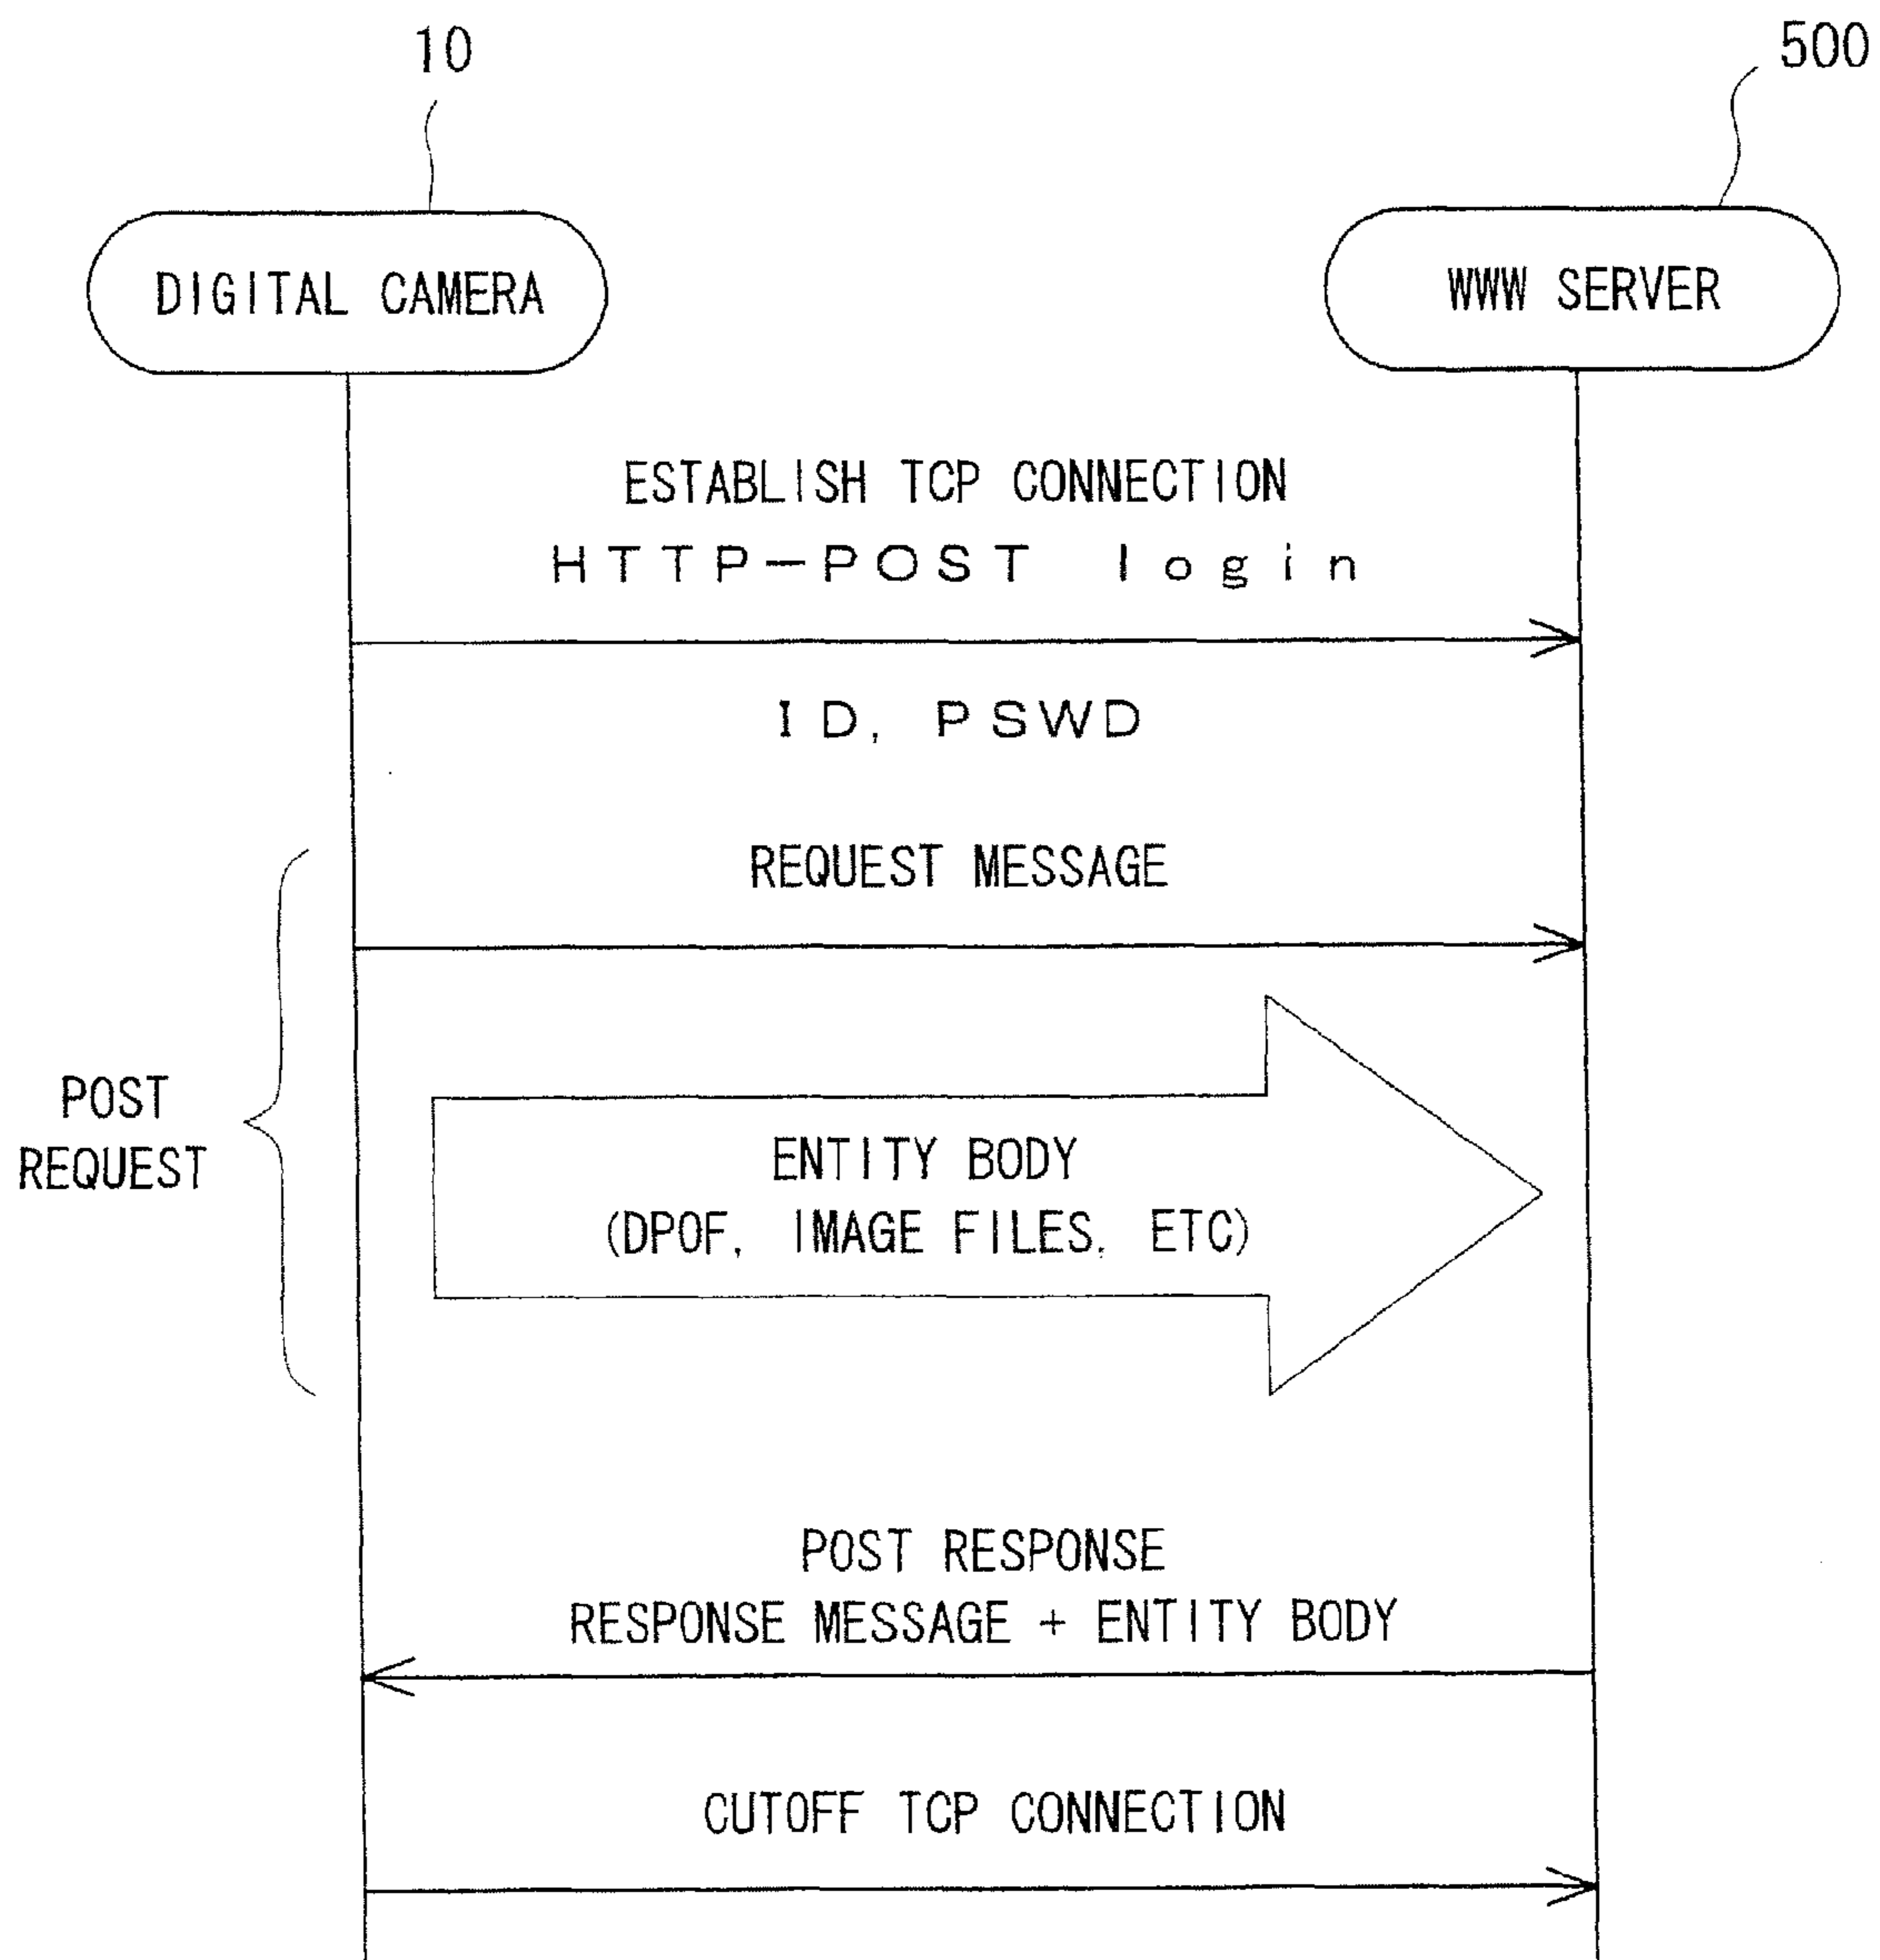 10
500
DIGITAL CAMERA
WWW SERVER
ESTABLISH TCP CONNECTION
HTTP-POST login
ID, PSWD
REQUEST MESSAGE
POST
REQUEST
ENTITY BODY
(DPOF, IMAGE FILES, ETC)
POST RESPONSE
RESPONSE MESSAGE + ENTITY BODY
CUTOFF TCP CONNECTION